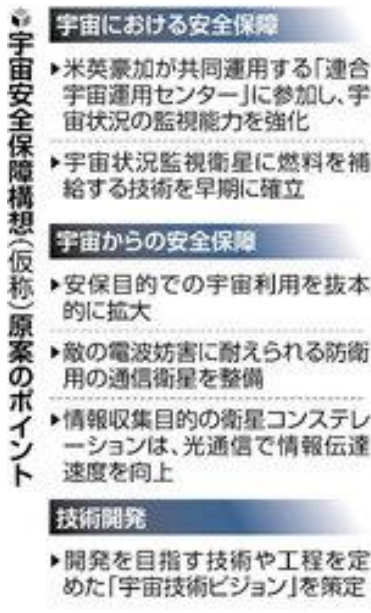 宇宙安全保障構想(仮称)原案のポイント
宇宙における安全保障
▶米英豪加が共同運用する「連合
宇宙運用センター」に参加し、宇
宙状況の監視能力を強化
▶宇宙状況監視衛星に燃料を補
給する技術を早期に確立
宇宙からの安全保障
▶安保目的での宇宙利用を抜本
的に拡大
▶敵の電波妨害に耐えられる防衛
用の通信衛星を整備
▶情報収集目的の衛星コンステレ
ーションは、光通信で情報伝達
速度を向上
技術開発
▶開発を目指す技術や工程を定
めた「宇宙技術ビジョン」を策定